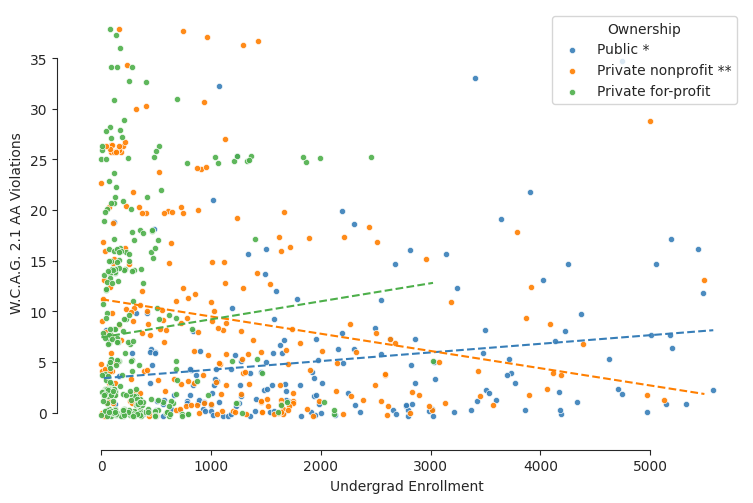 Ownership
Public *
Private nonprofit **
Private for-profit
W.C.A.G. 2.1 AA Violations
35
30
25
20
15
10
5
0
0 1000 2000 3000 4000 5000
Undergrad Enrollment